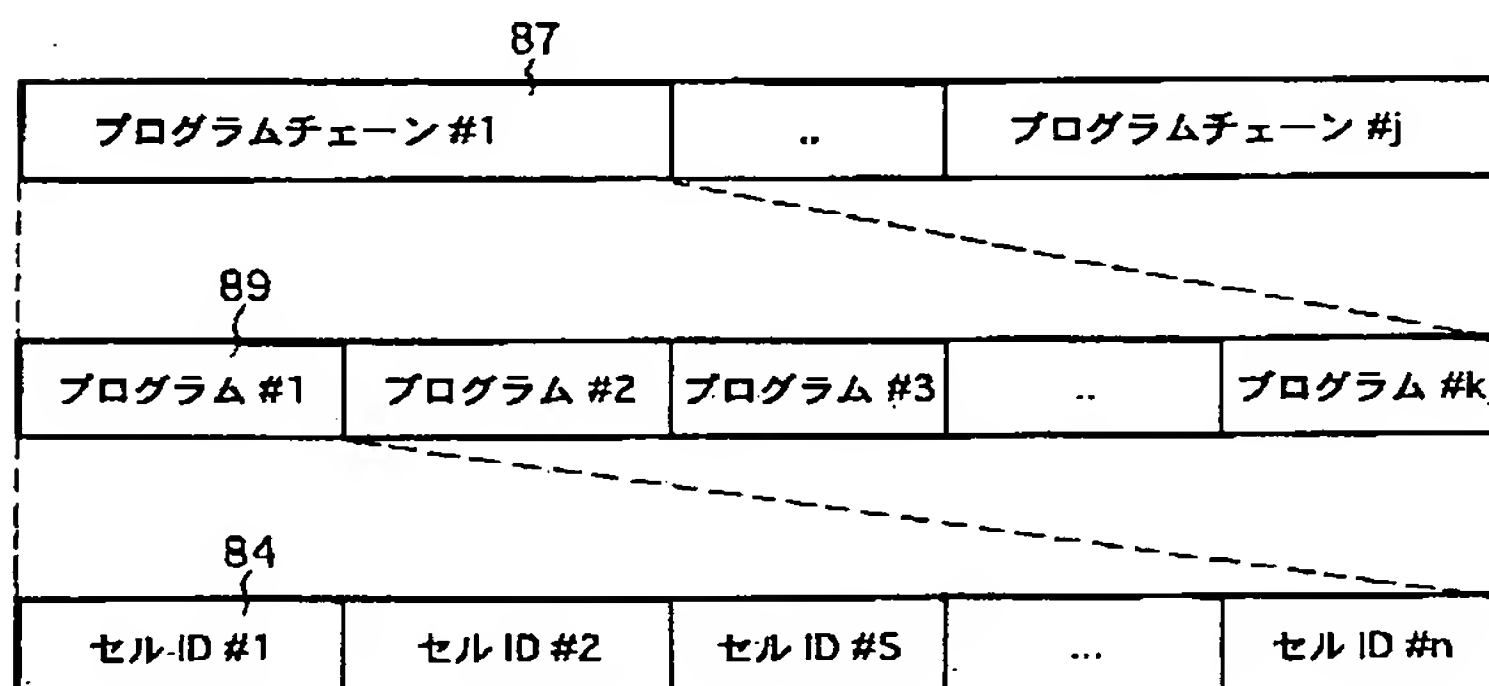 87
プログラムチェーン #1 .. プログラムチェーン #j
89
プログラム #1 プログラム #2 プログラム #3 .. プログラム #k
84
セル ID #1 セル ID #2 セル ID #5 ... セル ID #n